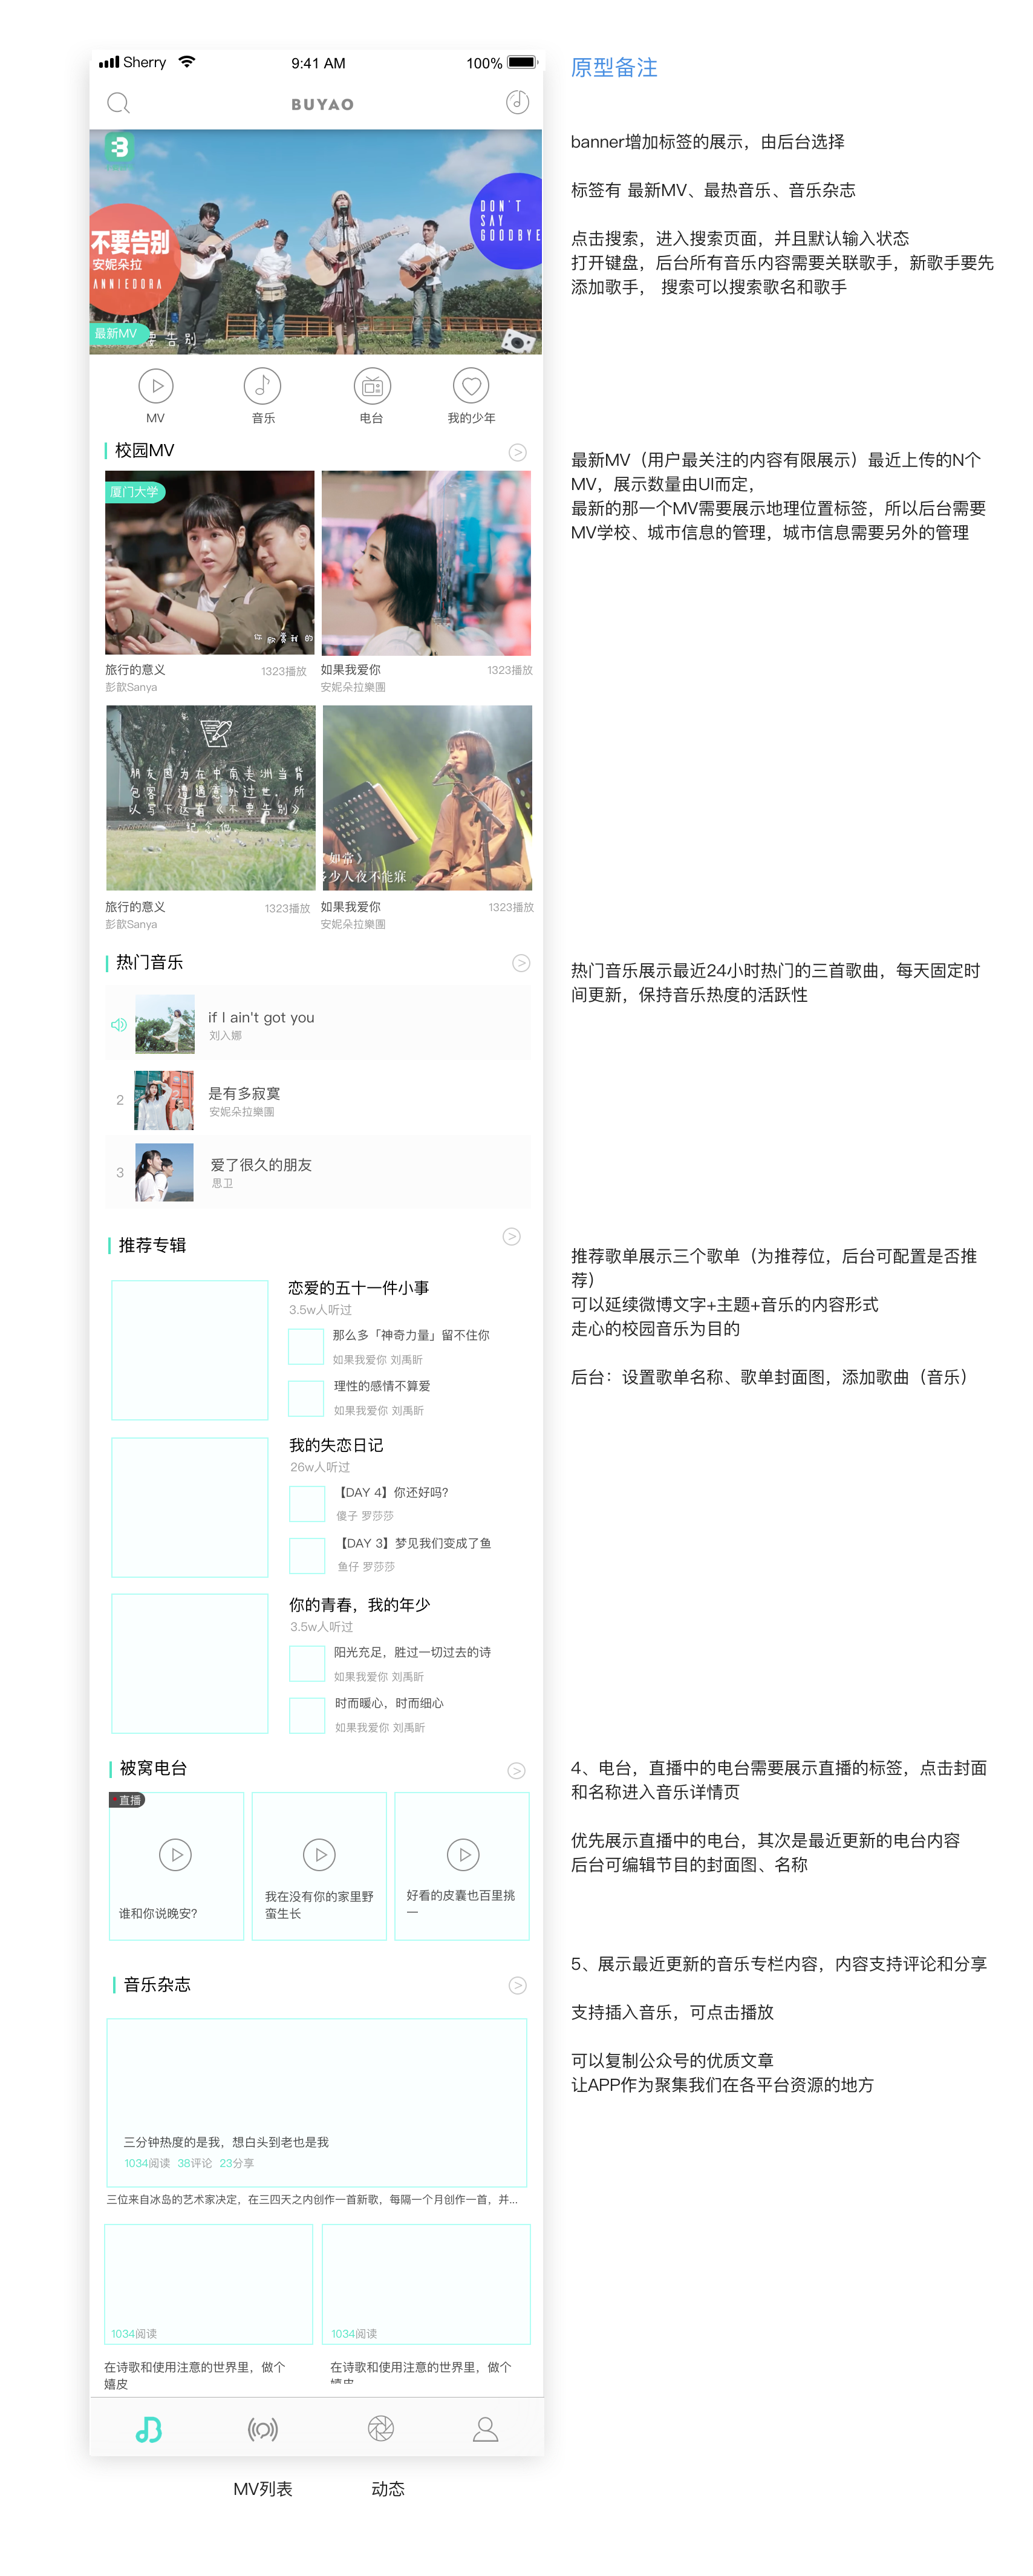 Sherry
9:41 AM
100%
原型备注
BUYAO
banner增加标签的展示，由后台选择
标签有 最新MV、最热音乐、音乐杂志
点击搜索，进入搜索页面，并且默认输入状态
打开键盘，后台所有音乐内容需要关联歌手，新歌手要先
添加歌手， 搜索可以搜索歌名和歌手
不要告别
安妮朵拉
ANNIEDORA
DON'T
SAY
GOODBYE
最新MV
要告别
MV
音乐
电台
我的少年
校园MV
最新MV（用户最关注的内容有限展示）最近上传的N个
MV，展示数量由UI而定，
最新的那一个MV需要展示地理位置标签，所以后台需要
MV学校、城市信息的管理，城市信息需要另外的管理
厦门大学
旅行的意义
1323播放
彭歆Sanya
如果我爱你
1323播放
安妮朵拉樂團
朋友因为在中南美洲当背
包客，遭遇意外过世，所
以写下这首《不要告别》
纪念他
《如常》
多少人夜不能寐
旅行的意义
1323播放
彭歆Sanya
如果我爱你
1323播放
安妮朵拉樂團
热门音乐
热门音乐展示最近24小时热门的三首歌曲，每天固定时
间更新，保持音乐热度的活跃性
if I ain't got you
刘入娜
2
是有多寂寞
安妮朵拉樂團
3
爱了很久的朋友
思卫
推荐专辑
推荐歌单展示三个歌单（为推荐位，后台可配置是否推
荐）
可以延续微博文字+主题+音乐的内容形式
走心的校园音乐为目的
后台：设置歌单名称、歌单封面图，添加歌曲（音乐）
恋爱的五十一件小事
3.5w人听过
那么多「神奇力量」留不住你
如果我爱你 刘禹昕
理性的感情不算爱
如果我爱你 刘禹昕
我的失恋日记
26w人听过
【DAY 4】你还好吗？
傻子 罗莎莎
【DAY 3】梦见我们变成了鱼
鱼仔 罗莎莎
你的青春，我的年少
3.5w人听过
阳光充足，胜过一切过去的诗
如果我爱你 刘禹昕
时而暖心，时而细心
如果我爱你 刘禹昕
被窝电台
4、电台，直播中的电台需要展示直播的标签，点击封面
和名称进入音乐详情页
优先展示直播中的电台，其次是最近更新的电台内容
后台可编辑节目的封面图、名称
直播
谁和你说晚安？
我在没有你的家里野
蛮生长
好看的皮囊也百里挑
一
音乐杂志
5、展示最近更新的音乐专栏内容，内容支持评论和分享
支持插入音乐，可点击播放
可以复制公众号的优质文章
让APP作为聚集我们在各平台资源的地方
三分钟热度的是我，想白头到老也是我
1034阅读 38评论 23分享
三位来自冰岛的艺术家决定，在三四天之内创作一首新歌，每隔一个月创作一首，并...
1034阅读
1034阅读
在诗歌和使用注意的世界里，做个
嬉皮
在诗歌和使用注意的世界里，做个
嬉皮
MV列表
动态